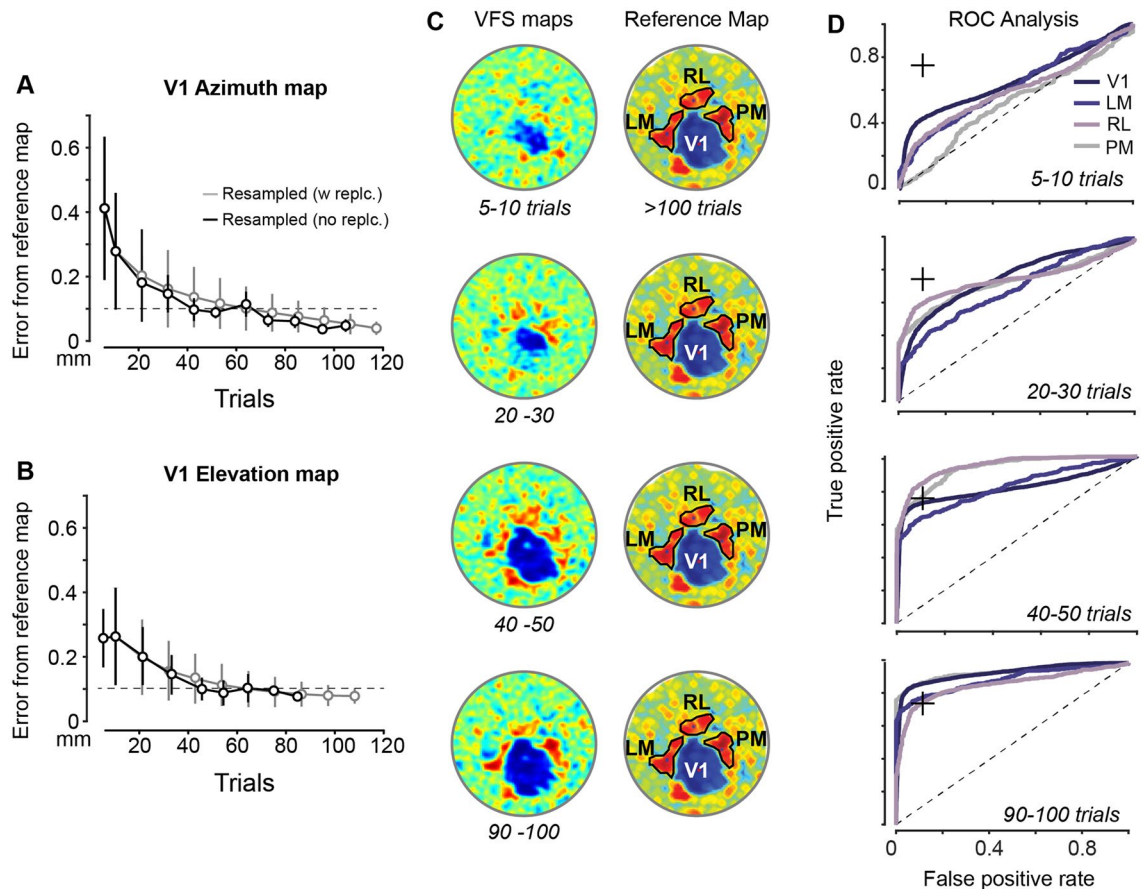 A
V1 Azimuth map
Error from reference map
0.6
0.4
0.2
0
mm
20
40
60
80
100
120
Trials
Resampled (w replc.)
Resampled (no replc.)
B
V1 Elevation map
Error from reference map
0.6
0.4
0.2
0
mm
20
40
60
80
100
120
Trials
C
VFS maps
Reference Map
RL
LM
PM
V1
5-10 trials
>100 trials
RL
LM
PM
V1
20 -30
RL
LM
PM
V1
40 -50
RL
LM
PM
V1
90 -100
D
ROC Analysis
0.8
0.4
0
V1
LM
RL
PM
5-10 trials
20-30 trials
True positive rate
40-50 trials
90-100 trials
0
0.4
0.8
False positive rate